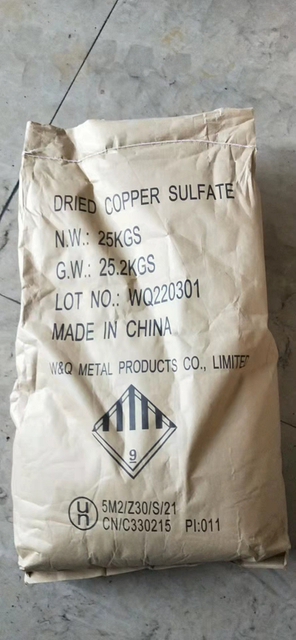 DRIED COPPER SULFATE
N.W.: 25KGS
G.W.: 25.2KGS
LOT NO.: WQ220301
MADE IN CHINA
W&Q METAL PRODUCTS CO., LIMITED
9
un
5M2/Z30/S/21
CN/C330215 PI:011